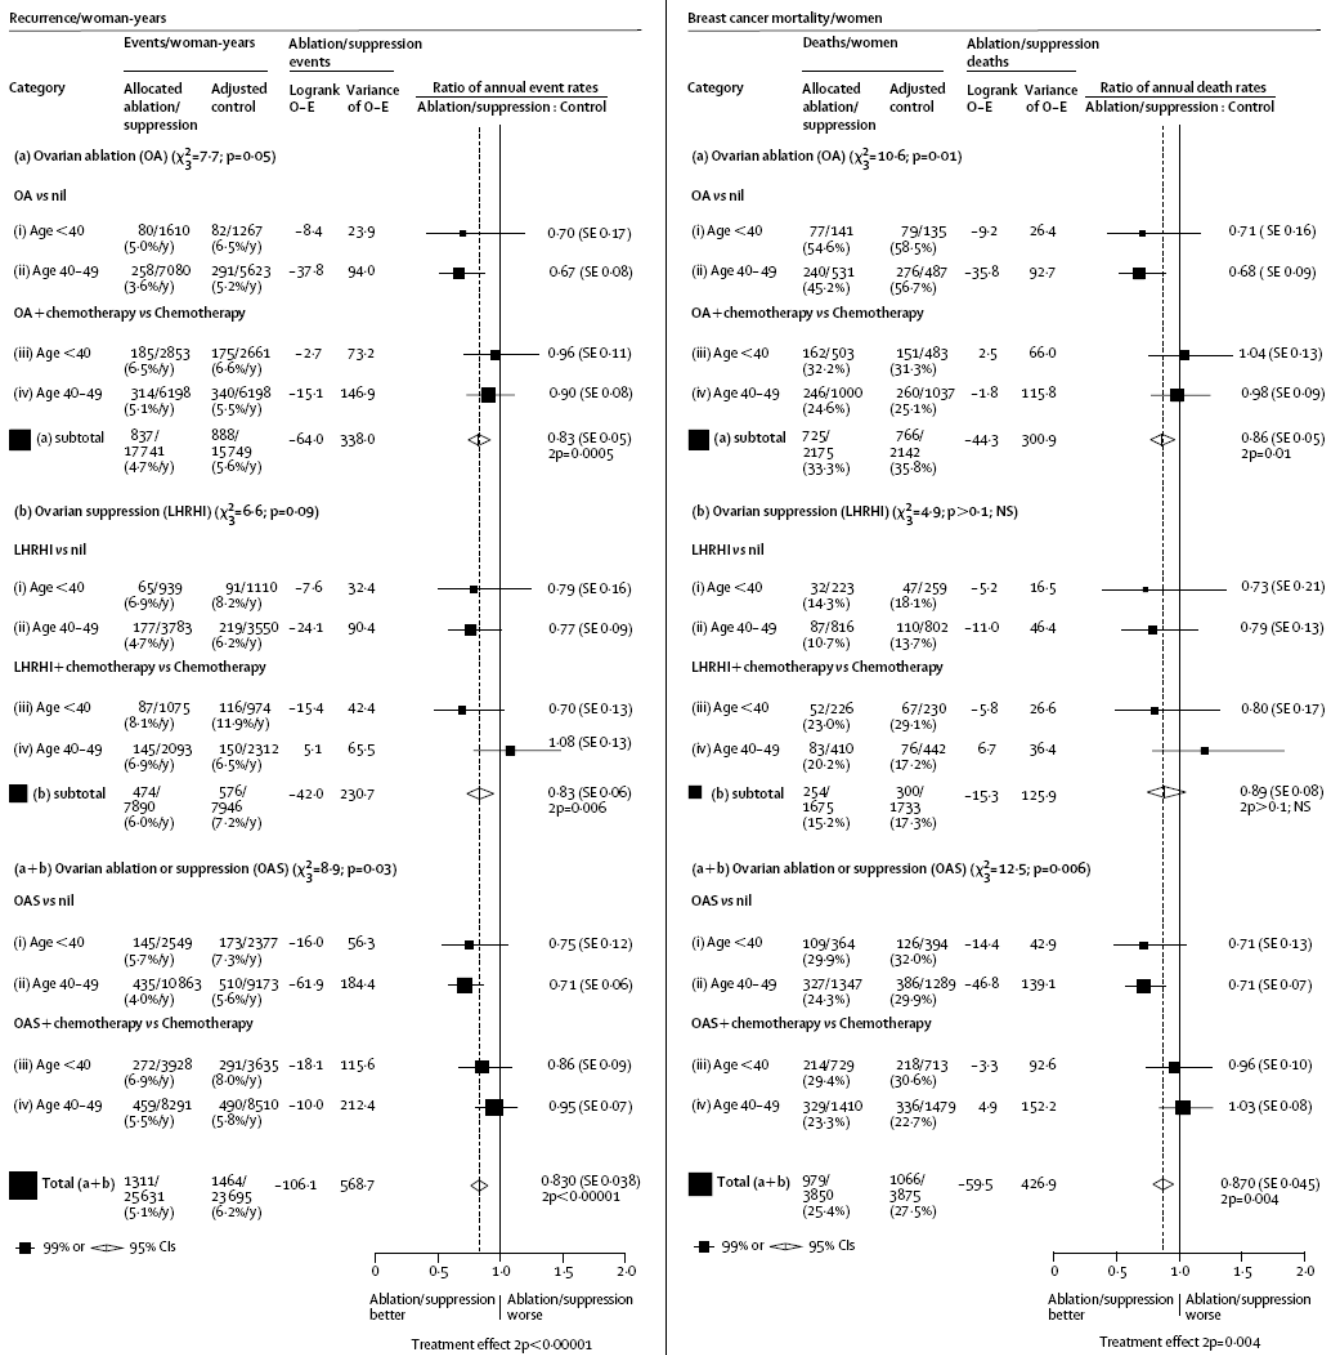 Recurrence/woman-years
Events/woman-years Ablation/suppression events
Category Allocated ablation/suppression Adjusted control Logrank O–E Variance of O–E Ratio of annual event rates
Ablation/suppression : Control
(a) Ovarian ablation (OA) (χ²₃=7·7; p=0·05)
OA vs nil
(i) Age <40 80/1610 82/1267 –8·4 23·9 0·70 (SE 0·17)
(5·0%/y) (6·5%/y)
(ii) Age 40–49 258/7080 291/5623 –37·8 94·0 0·67 (SE 0·08)
(3·6%/y) (5·2%/y)
OA+chemotherapy vs Chemotherapy
(iii) Age <40 185/2853 175/2661 –2·7 73·2 0·96 (SE 0·11)
(6·5%/y) (6·6%/y)
(iv) Age 40–49 314/6198 340/6198 –15·1 146·9 0·90 (SE 0·08)
(5·1%/y) (5·5%/y)
(a) subtotal 837/17741 888/15749 –64·0 338·0 0·83 (SE 0·05)
(4·7%/y) (5·6%/y) 2p=0·0005
(b) Ovarian suppression (LHRHI) (χ²₃=6·6; p=0·09)
LHRHI vs nil
(i) Age <40 65/939 91/1110 –7·6 32·4 0·79 (SE 0·16)
(6·9%/y) (8·2%/y)
(ii) Age 40–49 177/3783 219/3550 –24·1 90·4 0·77 (SE 0·09)
(4·7%/y) (6·2%/y)
LHRHI+chemotherapy vs Chemotherapy
(iii) Age <40 87/1075 116/974 –15·4 42·4 0·70 (SE 0·13)
(8·1%/y) (11·9%/y)
(iv) Age 40–49 145/2093 150/2312 5·1 65·5 1·08 (SE 0·13)
(6·9%/y) (6·5%/y)
(b) subtotal 474/7890 576/7946 –42·0 230·7 0·83 (SE 0·06)
(6·0%/y) (7·2%/y) 2p=0·006
(a+b) Ovarian ablation or suppression (OAS) (χ²₃=8·9; p=0·03)
OAS vs nil
(i) Age <40 145/2549 173/2377 –16·0 56·3 0·75 (SE 0·12)
(5·7%/y) (7·3%/y)
(ii) Age 40–49 435/10863 510/9173 –61·9 184·4 0·71 (SE 0·06)
(4·0%/y) (5·6%/y)
OAS+chemotherapy vs Chemotherapy
(iii) Age <40 272/3928 291/3635 –18·1 115·6 0·86 (SE 0·09)
(6·9%/y) (8·0%/y)
(iv) Age 40–49 459/8291 490/8510 –10·0 212·4 0·95 (SE 0·07)
(5·5%/y) (5·8%/y)
Total (a+b) 1311/25631 1464/23695 –106·1 568·7 0·830 (SE 0·038)
(5·1%/y) (6·2%/y) 2p<0·00001
99% or 95% CIs
0 0·5 1·0 1·5 2·0
Ablation/suppression better Ablation/suppression worse
Treatment effect 2p<0·00001
Breast cancer mortality/women
Deaths/women Ablation/suppression deaths
Category Allocated ablation/suppression Adjusted control Logrank O–E Variance of O–E Ratio of annual death rates
Ablation/suppression : Control
(a) Ovarian ablation (OA) (χ²₃=10·6; p=0·01)
OA vs nil
(i) Age <40 77/141 79/135 –9·2 26·4 0·71 ( SE 0·16)
(54·6%) (58·5%)
(ii) Age 40–49 240/531 276/487 –35·8 92·7 0·68 ( SE 0·09)
(45·2%) (56·7%)
OA+chemotherapy vs Chemotherapy
(iii) Age <40 162/503 151/483 2·5 66·0 1·04 (SE 0·13)
(32·2%) (31·3%)
(iv) Age 40–49 246/1000 260/1037 –1·8 115·8 0·98 (SE 0·09)
(24·6%) (25·1%)
(a) subtotal 725/2175 766/2142 –44·3 300·9 0·86 (SE 0·05)
(33·3%) (35·8%) 2p=0·01
(b) Ovarian suppression (LHRHI) (χ²₃=4·9; p>0·1; NS)
LHRHI vs nil
(i) Age <40 32/223 47/259 –5·2 16·5 0·73 (SE 0·21)
(14·3%) (18·1%)
(ii) Age 40–49 87/816 110/802 –11·0 46·4 0·79 (SE 0·13)
(10·7%) (13·7%)
LHRHI+chemotherapy vs Chemotherapy
(iii) Age <40 52/226 67/230 –5·8 26·6 0·80 (SE 0·17)
(23·0%) (29·1%)
(iv) Age 40–49 83/410 76/442 6·7 36·4
(20·2%) (17·2%)
(b) subtotal 254/1675 300/1733 –15·3 125·9 0·89 (SE 0·08)
(15·2%) (17·3%) 2p>0·1; NS
(a+b) Ovarian ablation or suppression (OAS) (χ²₃=12·5; p=0·006)
OAS vs nil
(i) Age <40 109/364 126/394 –14·4 42·9 0·71 (SE 0·13)
(29·9%) (32·0%)
(ii) Age 40–49 327/1347 386/1289 –46·8 139·1 0·71 (SE 0·07)
(24·3%) (29·9%)
OAS+chemotherapy vs Chemotherapy
(iii) Age <40 214/729 218/713 –3·3 92·6 0·96 (SE 0·10)
(29·4%) (30·6%)
(iv) Age 40–49 329/1410 336/1479 4·9 152·2 1·03 (SE 0·08)
(23·3%) (22·7%)
Total (a+b) 979/3850 1066/3875 –59·5 426·9 0·870 (SE 0·045)
(25·4%) (27·5%) 2p=0·004
99% or 95% CIs
0 0·5 1·0 1·5 2·0
Ablation/suppression better Ablation/suppression worse
Treatment effect 2p=0·004